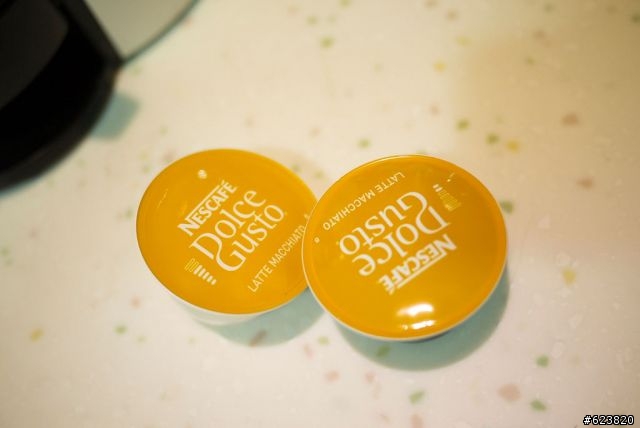 NESCAFÉ
Dolce
Gusto
LATTE MACCHIATO
NESCAFÉ
Dolce
Gusto
LATTE MACCHIATO
#623820